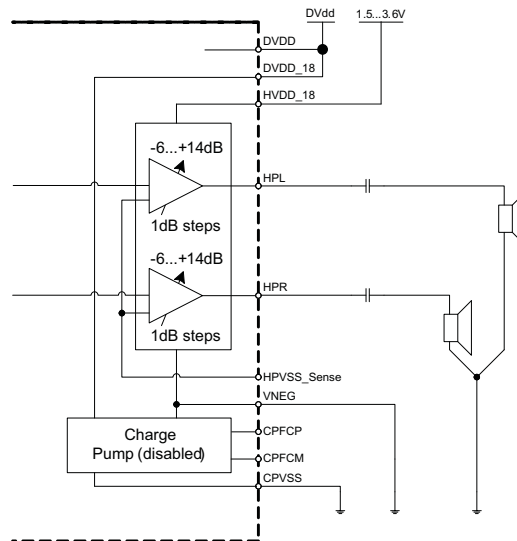 DVdd
1.5...3.6V
DVDD
DVDD_18
HVDD_18
-6...+14dB
HPL
1dB steps
-6...+14dB
HPR
1dB steps
HPVSS_Sense
VNEG
Charge
Pump (disabled)
CPFCP
CPFCM
CPVSS